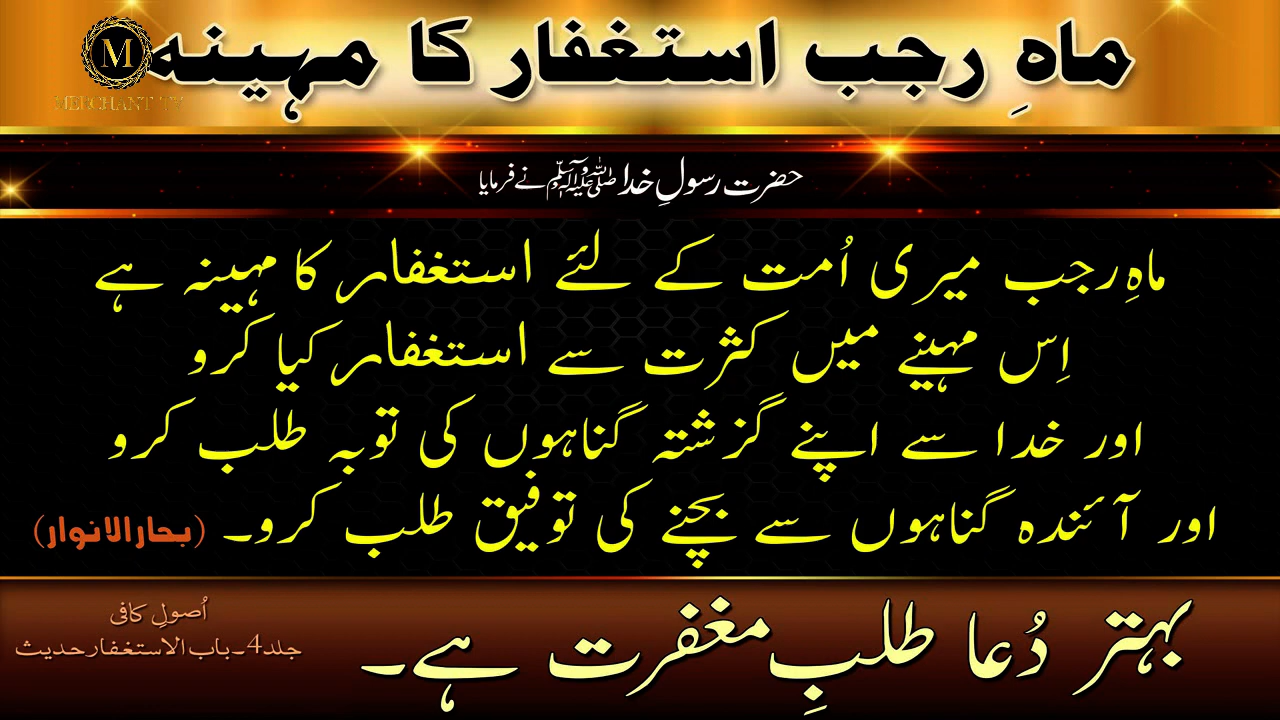 ماہِ رجب استغفار کا مہینہ
M
MERCHANT TV
حضرت رسولِ خدا صلی اللہ علیہ وآلہ وسلم نے فرمایا
ماہِ رجب میری اُمت کے لئے استغفار کا مہینہ ہے
اِس مہینے میں کثرت سے استغفار کیا کرو
اور خدا سے اپنے گزشتہ گناہوں کی توبہ طلب کرو
اور آئندہ گناہوں سے بچنے کی توفیق طلب کرو۔ (بحارالانوار)
بہتر دُعا طلبِ مغفرت ہے۔
اُصولِ کافی
جلد4۔باب الاستغفار حدیث